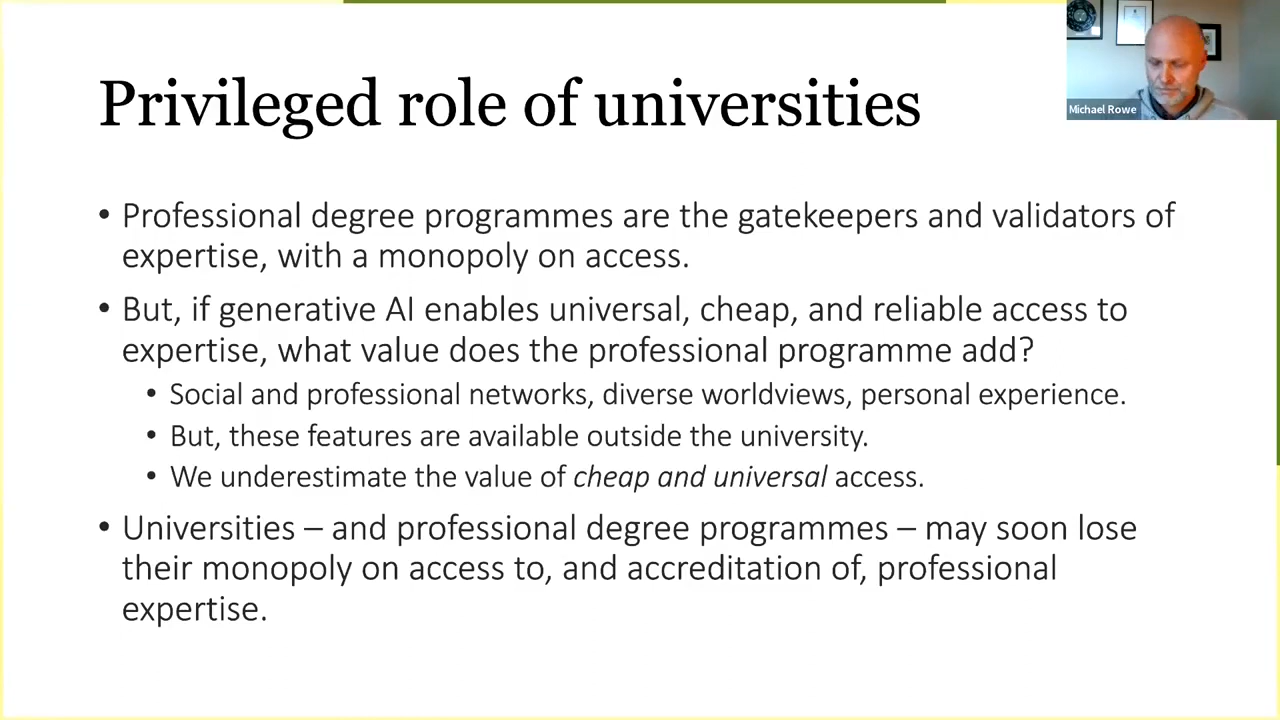 Privileged role of universities
Michael Rowe
• Professional degree programmes are the gatekeepers and validators of
expertise, with a monopoly on access.
• But, if generative AI enables universal, cheap, and reliable access to
expertise, what value does the professional programme add?
• Social and professional networks, diverse worldviews, personal experience.
• But, these features are available outside the university.
• We underestimate the value of cheap and universal access.
• Universities – and professional degree programmes – may soon lose
their monopoly on access to, and accreditation of, professional
expertise.